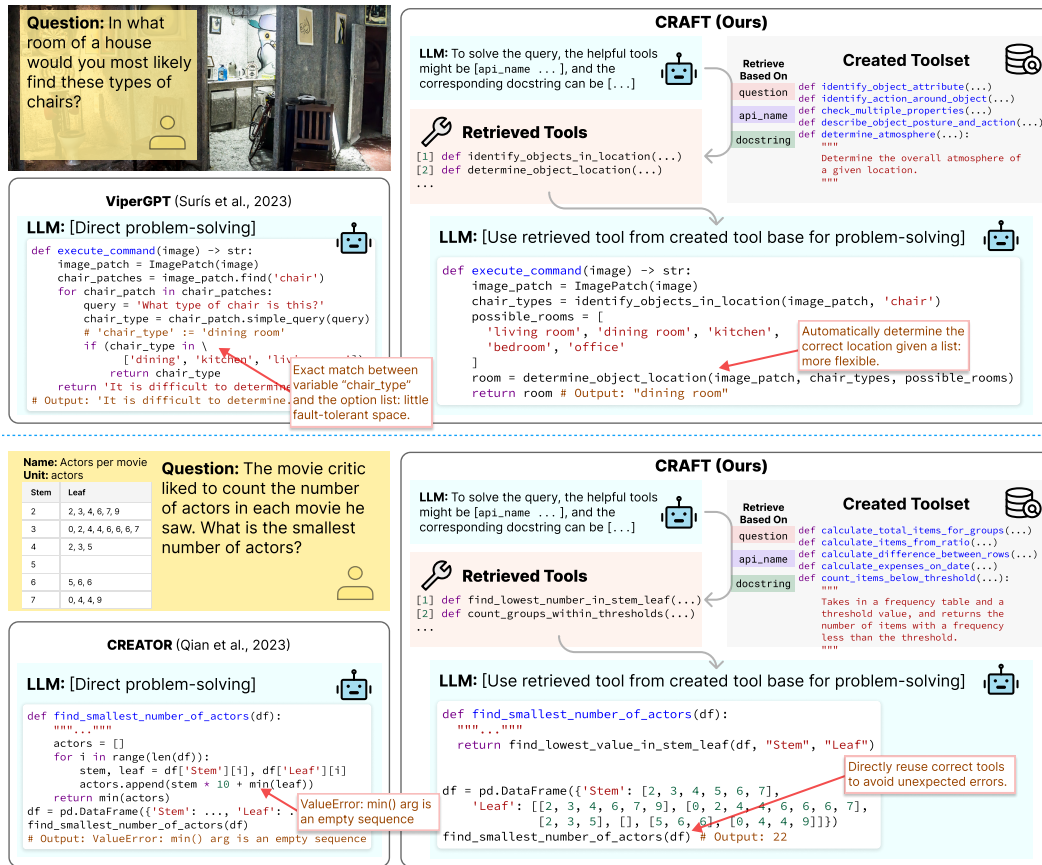 Question: In what
room of a house
would you most likely
find these types of
chairs?
ViperGPT (Surís et al., 2023)
LLM: [Direct problem-solving]
def execute_command(image) -> str:
image_patch = ImagePatch(image)
chair_patches = image_patch.find('chair')
for chair_patch in chair_patches:
query = 'What type of chair is this?'
chair_type = chair_patch.simple_query(query)
# 'chair_type' := 'dining room'
if (chair_type in \
['dining', 'kitchen',
return chair_type
return 'It is difficult to determine
# Output: 'It is difficult to determine.
Exact match between
variable “chair_type”
and the option list: little
fault-tolerant space.
CRAFT (Ours)
LLM: To solve the query, the helpful tools
might be [api_name ... ], and the
corresponding docstring can be [...]
Retrieve
Based On
question
api_name
docstring
Created Toolset
def identify_object_attribute(...)
def identify_action_around_object(...)
def check_multiple_properties(...)
def describe_object_posture_and_action(...)
def determine_atmosphere(...):
"""
Determine the overall atmosphere of
a given location.
"""
Retrieved Tools
[1] def identify_objects_in_location(...)
[2] def determine_object_location(...)
...
LLM: [Use retrieved tool from created tool base for problem-solving]
def execute_command(image) -> str:
image_patch = ImagePatch(image)
chair_types = identify_objects_in_location(image_patch, 'chair')
possible_rooms = [
'living room', 'dining room', 'kitchen',
'bedroom', 'office'
]
room = determine_object_location(image_patch, chair_types, possible_rooms)
return room # Output: "dining room"
Automatically determine the
correct location given a list:
more flexible.
Name: Actors per movie
Unit: actors
Stem Leaf
2 2, 3, 4, 6, 7, 9
3 0, 2, 4, 4, 6, 6, 6, 7
4 2, 3, 5
5
6 5, 6, 6
7 0, 4, 4, 9
Question: The movie critic
liked to count the number
of actors in each movie he
saw. What is the smallest
number of actors?
CREATOR (Qian et al., 2023)
LLM: [Direct problem-solving]
def find_smallest_number_of_actors(df):
"""..."""
actors = []
for i in range(len(df)):
stem, leaf = df['Stem'][i], df['Leaf'][i]
actors.append(stem * 10 + min(leaf))
return min(actors)
df = pd.DataFrame({'Stem': ..., 'Leaf': .
find_smallest_number_of_actors(df)
# Output: ValueError: min() arg is an empty sequence
ValueError: min() arg is
an empty sequence
CRAFT (Ours)
LLM: To solve the query, the helpful tools
might be [api_name ... ], and the
corresponding docstring can be [...]
Retrieve
Based On
question
api_name
docstring
Created Toolset
def calculate_total_items_for_groups(...)
def calculate_items_from_ratio(...)
def calculate_difference_between_rows(...)
def calculate_expenses_on_date(...)
def count_items_below_threshold(...):
"""
Takes in a frequency table and a
threshold value, and returns the
number of items with a frequency
less than the threshold.
"""
Retrieved Tools
[1] def find_lowest_number_in_stem_leaf(...)
[2] def count_groups_within_thresholds(...)
...
LLM: [Use retrieved tool from created tool base for problem-solving]
def find_smallest_number_of_actors(df):
"""..."""
return find_lowest_value_in_stem_leaf(df, "Stem", "Leaf")
df = pd.DataFrame({'Stem': [2, 3, 4, 5, 6, 7],
'Leaf': [[2, 3, 4, 6, 7, 9], [0, 2, 4, 4, 6, 6, 6, 7],
[2, 3, 5], [], [5, 6, 6], [0, 4, 4, 9]]})
find_smallest_number_of_actors(df) # Output: 22
Directly reuse correct tools
to avoid unexpected errors.